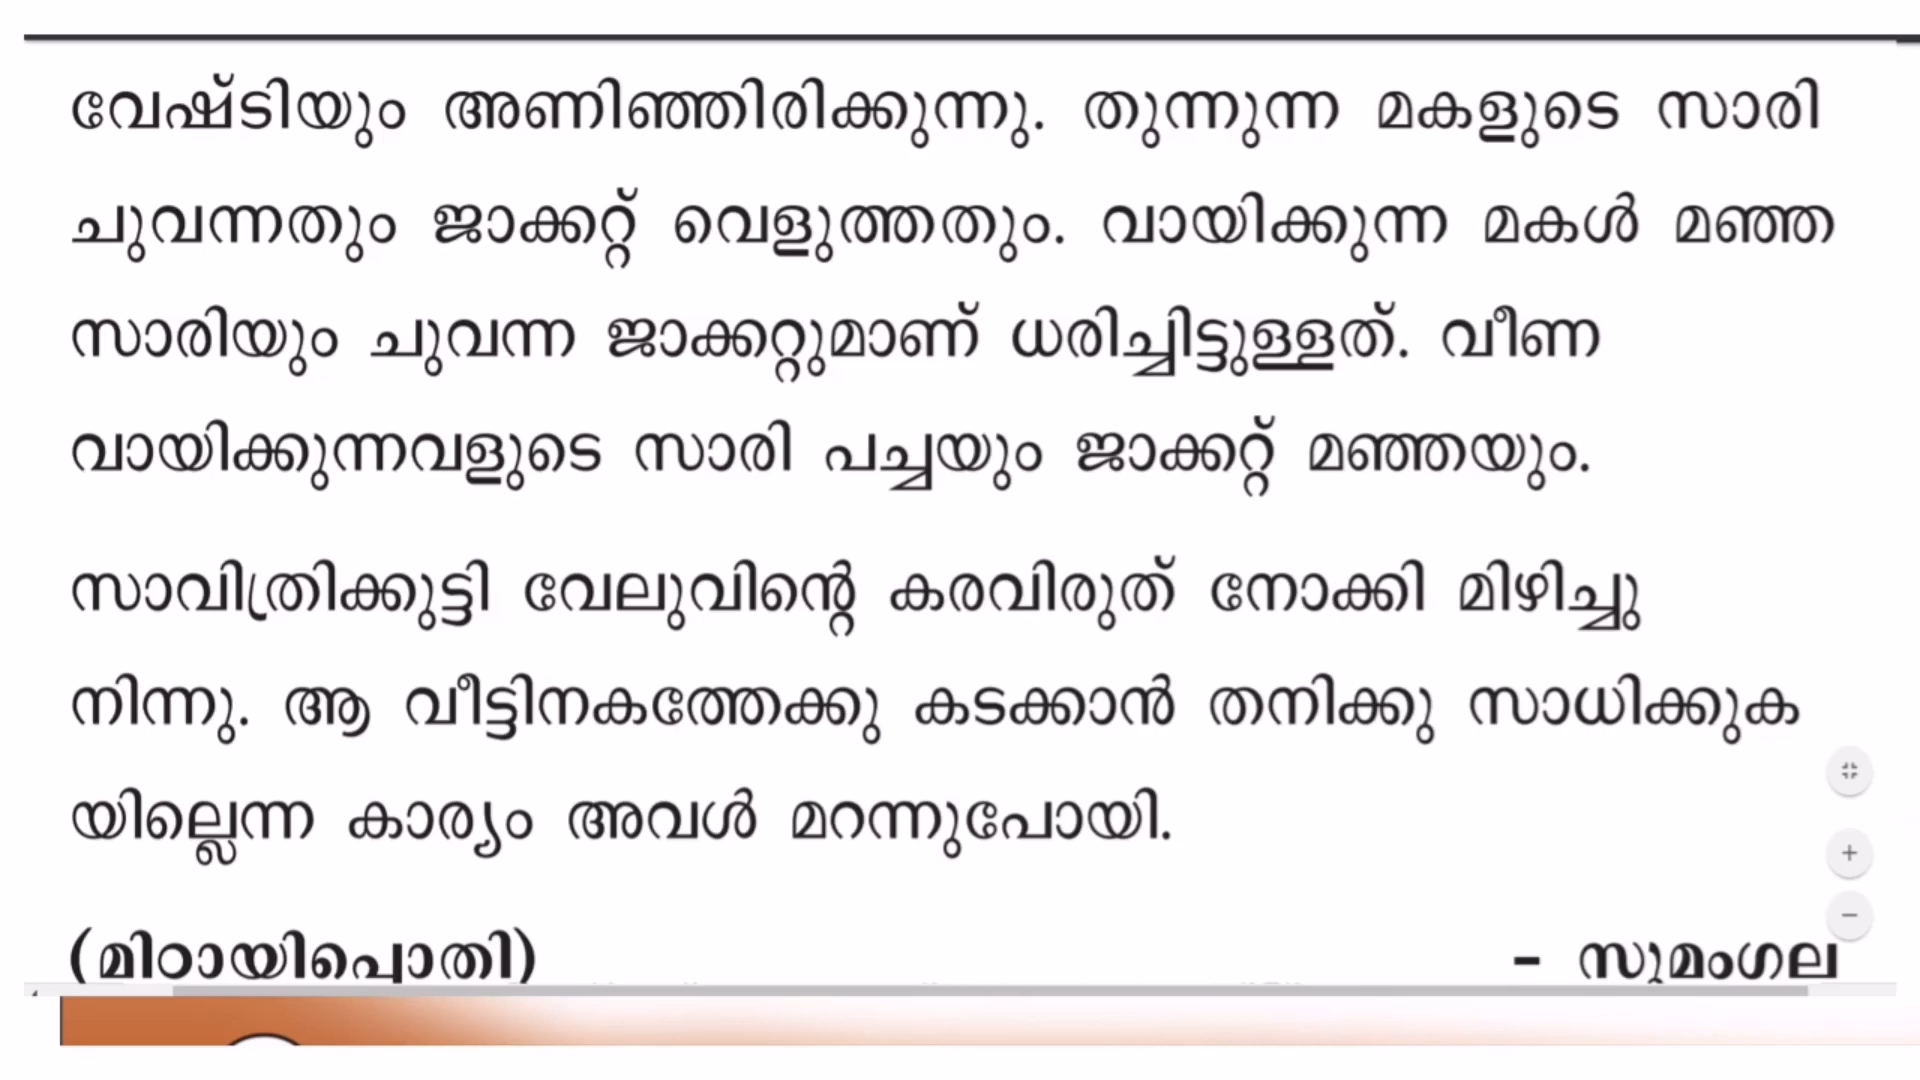 വേഷ്ടിയും അണിഞ്ഞിരിക്കുന്നു. തുന്നുന്ന മകളുടെ സാരി
ചുവന്നതും ജാക്കറ്റ് വെളുത്തതും. വായിക്കുന്ന മകൾ മഞ്ഞ
സാരിയും ചുവന്ന ജാക്കറ്റുമാണ് ധരിച്ചിട്ടുള്ളത്. വീണ
വായിക്കുന്നവളുടെ സാരി പച്ചയും ജാക്കറ്റ് മഞ്ഞയും.
സാവിത്രിക്കുട്ടി വേലുവിന്റെ കരവിരുത് നോക്കി മിഴിച്ചു
നിന്നു. ആ വീട്ടിനകത്തേക്കു കടക്കാൻ തനിക്കു സാധിക്കുക
യില്ലെന്ന കാര്യം അവൾ മറന്നുപോയി.
(മിഠായിപ്പൊതി) - സുമംഗല